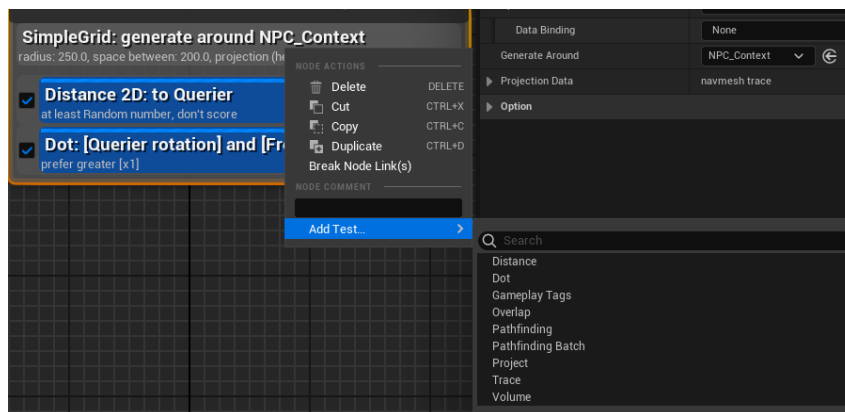 SimpleGrid: generate around NPC_Context
radius: 250.0, space between: 200.0, projection (he
Distance 2D: to Querier
at least Random number, don't score
Dot: [Querier rotation] and [Fr
prefer greater [x1]
NODE ACTIONS
Delete DELETE
Cut CTRL+X
Copy CTRL+C
Duplicate CTRL+D
Break Node Link(s)
NODE COMMENT
Add Test...
Data Binding None
Generate Around NPC_Context
Projection Data navmesh trace
Option
Search
Distance
Dot
Gameplay Tags
Overlap
Pathfinding
Pathfinding Batch
Project
Trace
Volume